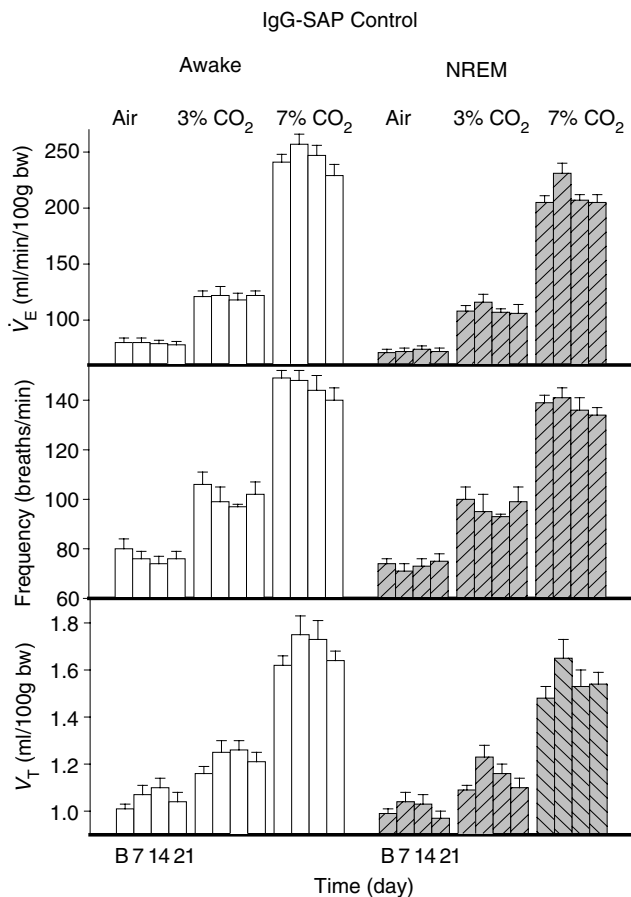 IgG-SAP Control
Awake NREM
Air 3% CO₂ 7% CO₂ Air 3% CO₂ 7% CO₂
V̇E (ml/min/100g bw)
250
200
150
100
Frequency (breaths/min)
140
120
100
80
60
VT (ml/100g bw)
1.8
1.6
1.4
1.2
1.0
B 7 14 21 B 7 14 21
Time (day)